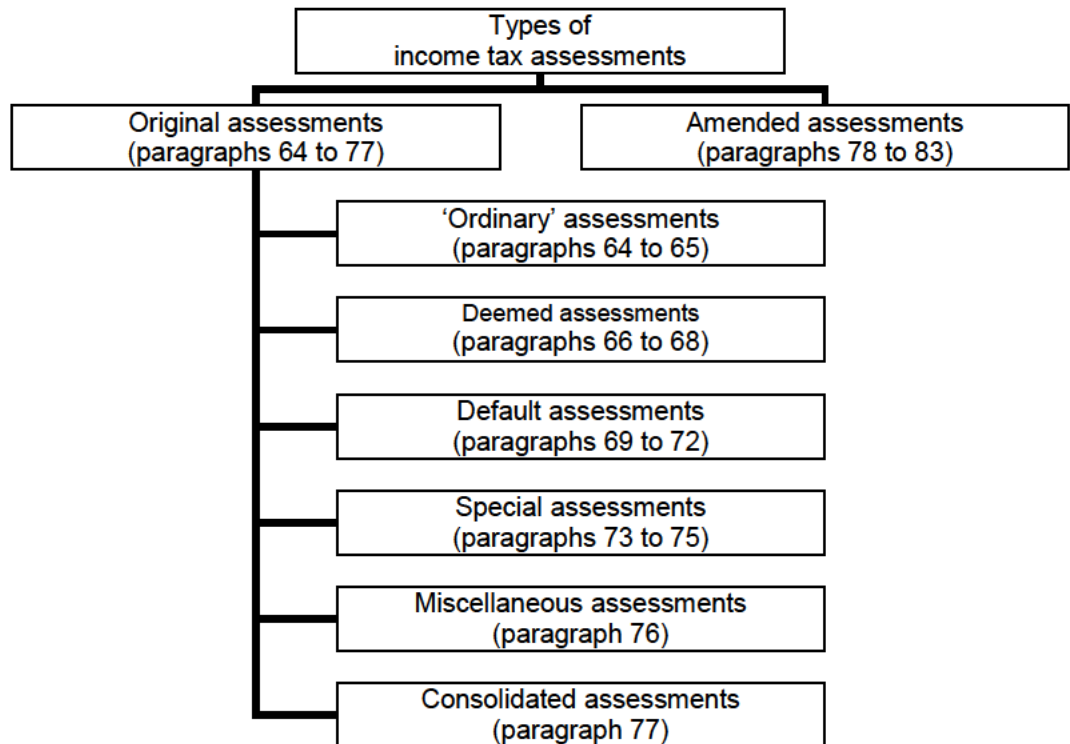 Types of
income tax assessments
Original assessments
(paragraphs 64 to 77)
Amended assessments
(paragraphs 78 to 83)
‘Ordinary’ assessments
(paragraphs 64 to 65)
Deemed assessments
(paragraphs 66 to 68)
Default assessments
(paragraphs 69 to 72)
Special assessments
(paragraphs 73 to 75)
Miscellaneous assessments
(paragraph 76)
Consolidated assessments
(paragraph 77)